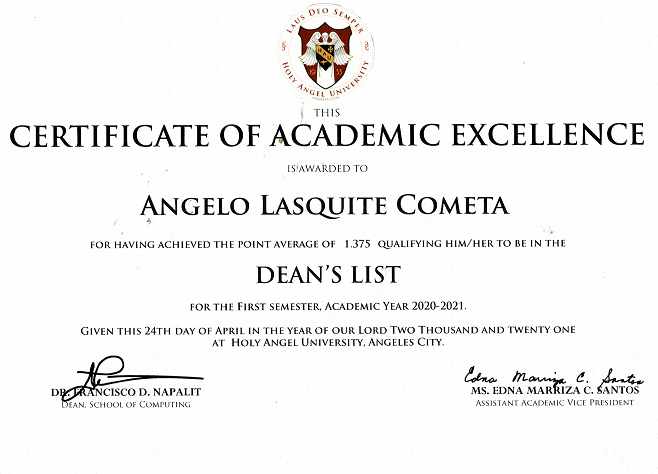 LAUS DEO SEMPER
19 33
HOLY ANGEL UNIVERSITY
THIS
CERTIFICATE OF ACADEMIC EXCELLENCE
IS AWARDED TO
ANGELO LASQUITE COMETA
FOR HAVING ACHIEVED THE POINT AVERAGE OF 1.375 QUALIFYING HIM/HER TO BE IN THE
DEAN'S LIST
FOR THE FIRST SEMESTER, ACADEMIC YEAR 2020-2021.
GIVEN THIS 24TH DAY OF APRIL IN THE YEAR OF OUR LORD TWO THOUSAND AND TWENTY ONE
AT HOLY ANGEL UNIVERSITY, ANGELES CITY.
Edna Marriza C. Santos
DR. FRANCISCO D. NAPALIT
DEAN, SCHOOL OF COMPUTING
MS. EDNA MARRIZA C. SANTOS
ASSISTANT ACADEMIC VICE PRESIDENT